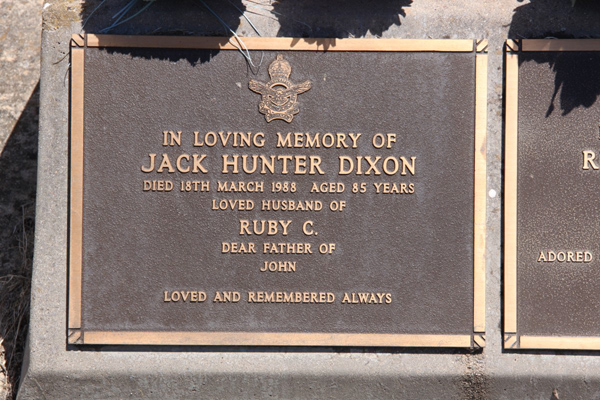 IN LOVING MEMORY OF
JACK HUNTER DIXON
DIED 18TH MARCH 1988 AGED 85 YEARS
LOVED HUSBAND OF
RUBY C.
DEAR FATHER OF
JOHN
LOVED AND REMEMBERED ALWAYS
ADORED